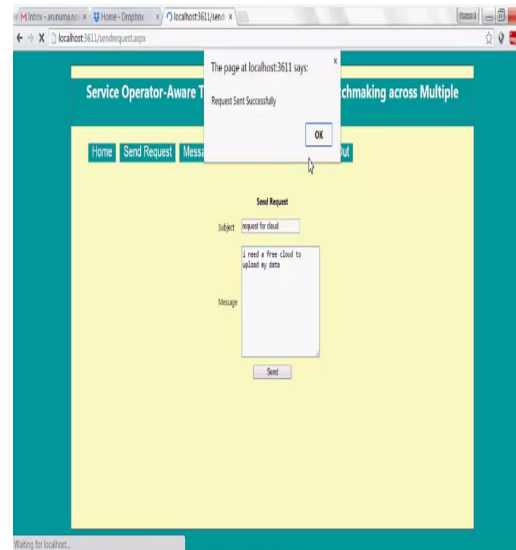 Inbox - arunuma.nov
Home - Dropbox
localhost:3611/send
localhost:3611/sendrequest.aspx
The page at localhost:3611 says:
Request Sent Successfully
OK
Service Operator-Aware T
chmaking across Multiple
Home
Send Request
Messa
Out
Send Request
Subject
request for cloud
Message
i need a free cloud to
upload my data
Send
Waiting for localhost...